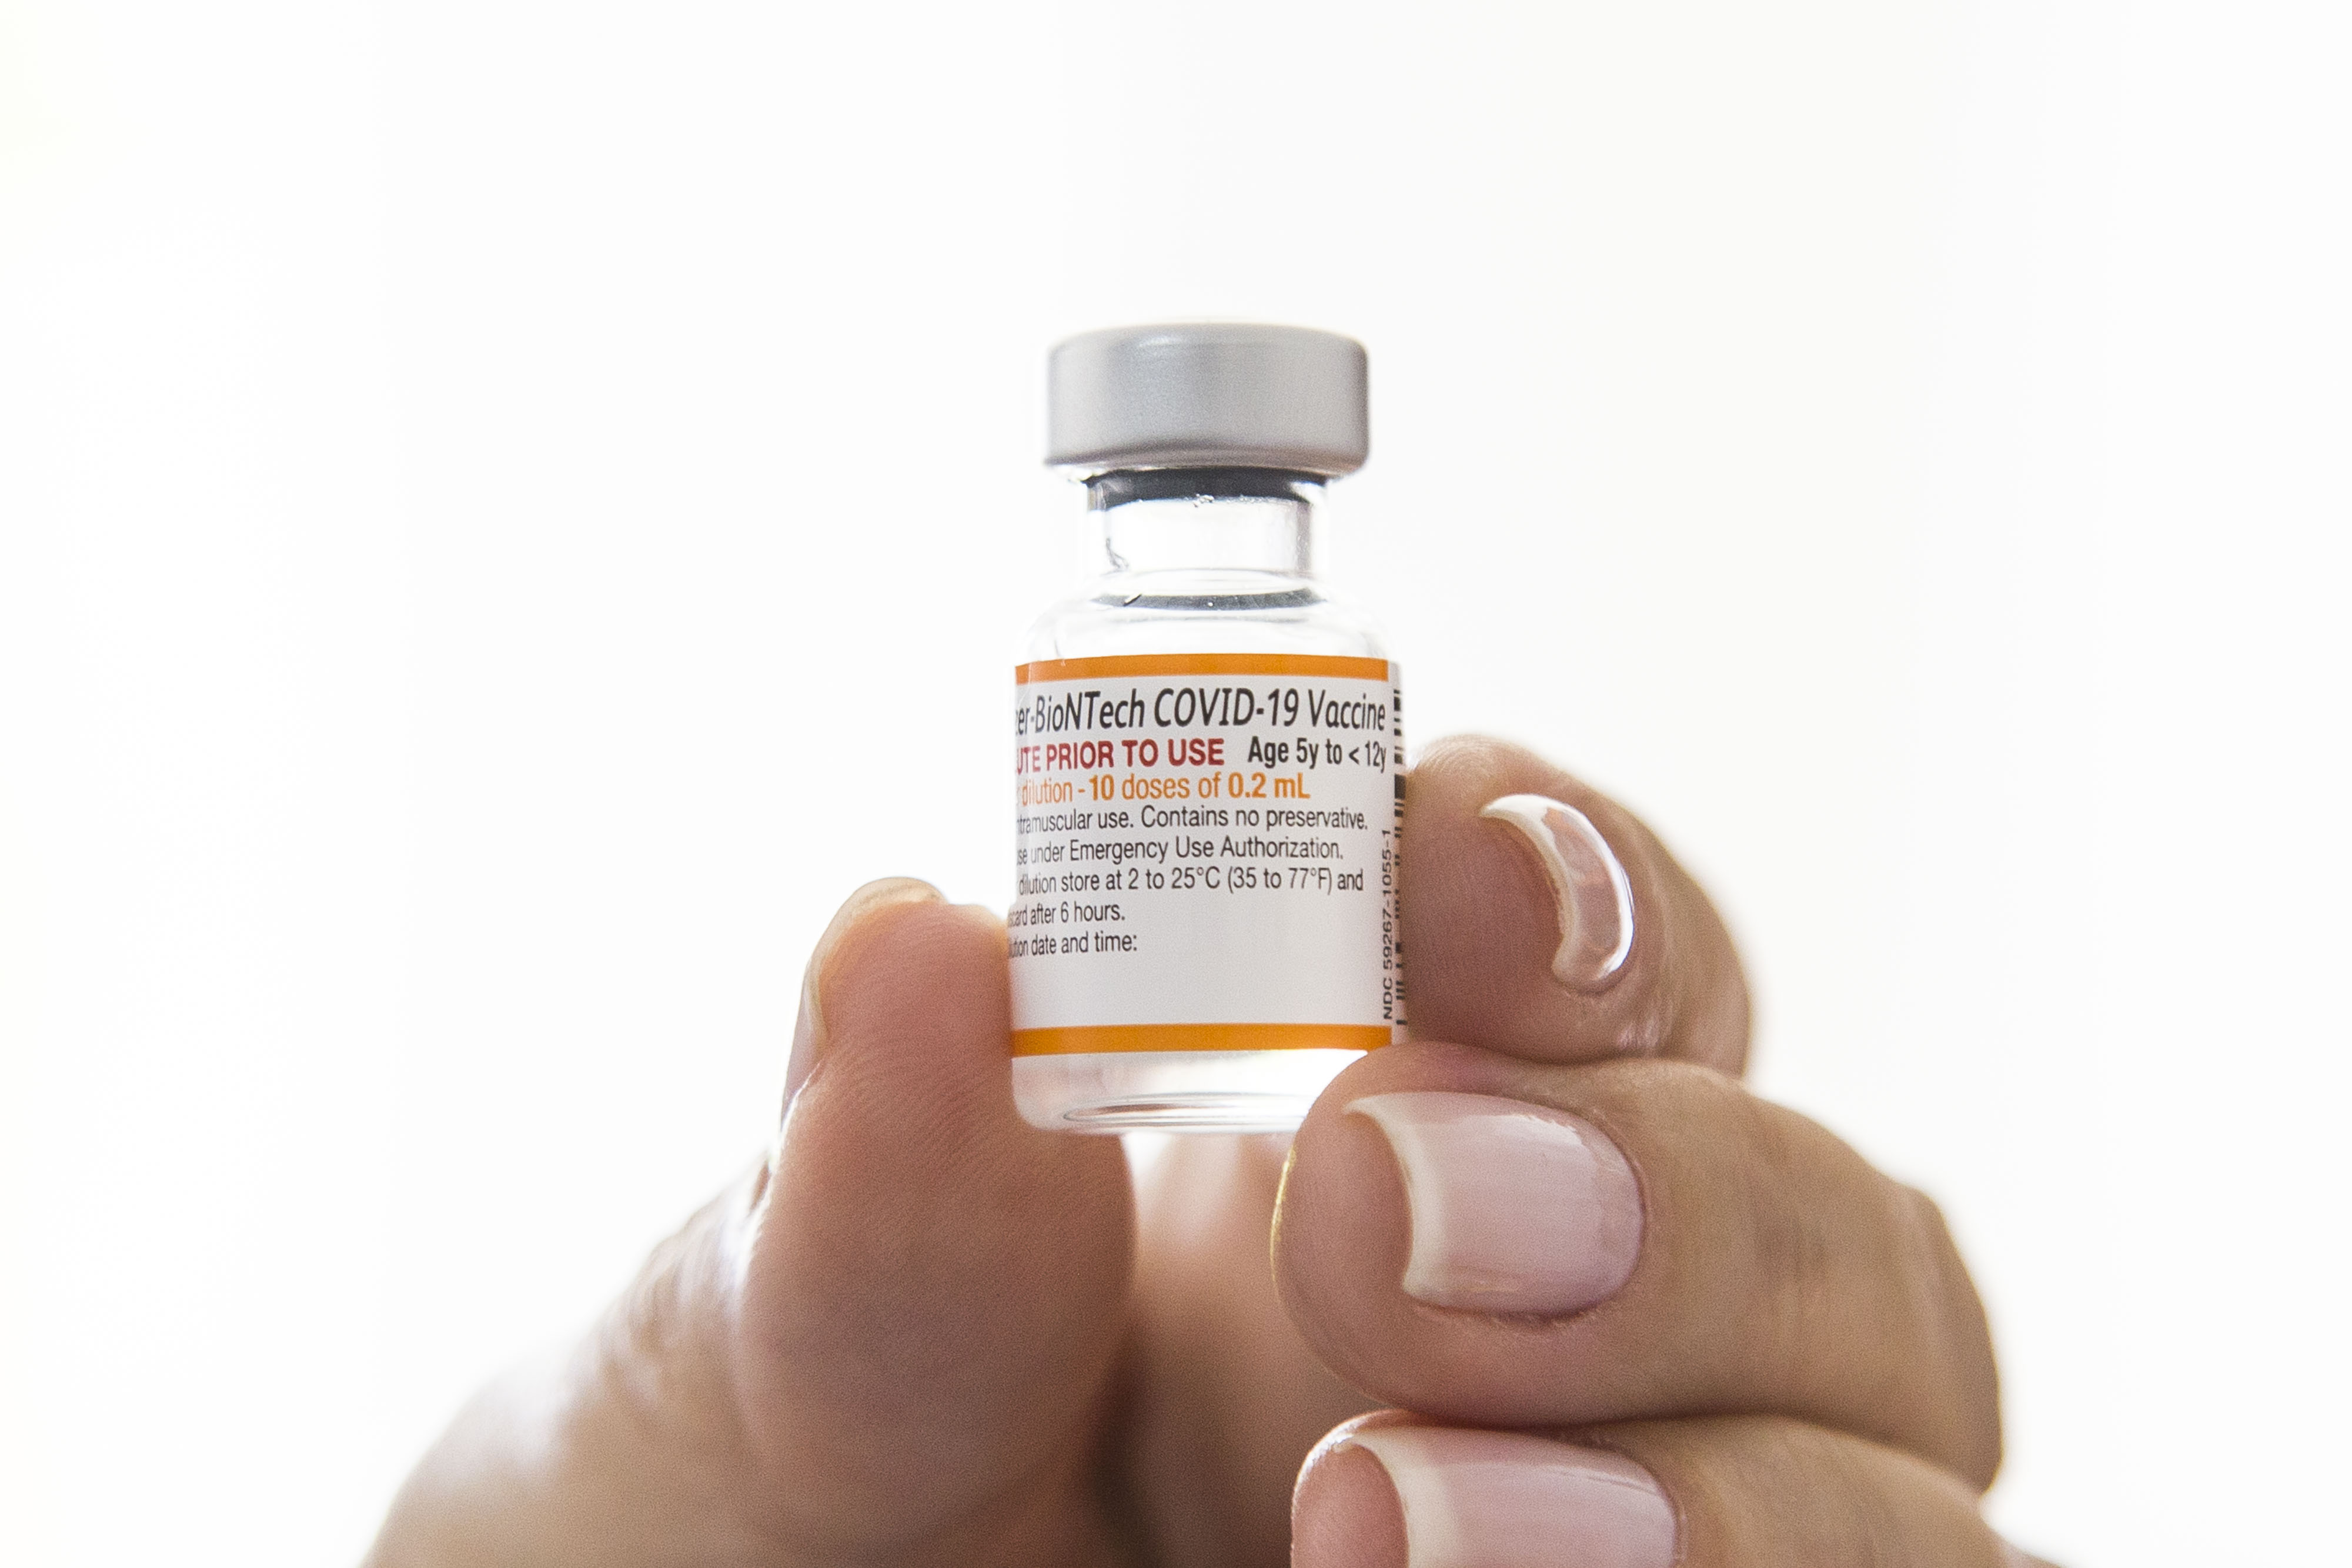 er-BioNTech COVID-19 Vaccine
UTE PRIOR TO USE Age 5y to < 12y
dilution - 10 doses of 0.2 mL
ntramuscular use. Contains no preservative.
se under Emergency Use Authorization.
dilution store at 2 to 25°C (35 to 77°F) and
card after 6 hours.
ution date and time:
NDC 59267-1055-1